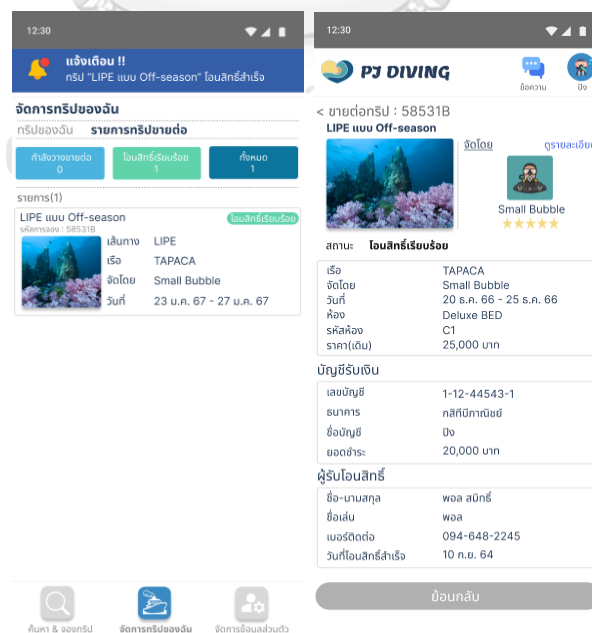 12:30
แจ้งเตือน !!
ทริป "LIPE แบบ Off-season" โอนสิทธิ์สำเร็จ
จัดการทริปของฉัน
ทริปของฉัน รายการทริปขายต่อ
กำลังวางขายต่อ
0
โอนสิทธิ์เรียบร้อย
1
ทั้งหมด
1
รายการ(1)
LIPE แบบ Off-season โอนสิทธิ์เรียบร้อย
รหัสการจอง : 58531B
เส้นทาง LIPE
เรือ TAPACA
จัดโดย Small Bubble
วันที่ 23 ม.ค. 67 - 27 ม.ค. 67
ค้นหา & จองทริป
จัดการทริปของฉัน
จัดการข้อมูลส่วนตัว
12:30
PJ DIVING
ข้อความ
ปิง
< ขายต่อทริป : 58531B
LIPE แบบ Off-season
จัดโดย ดูรายละเอียด
Small Bubble
สถานะ โอนสิทธิ์เรียบร้อย
เรือ TAPACA
จัดโดย Small Bubble
วันที่ 20 ธ.ค. 66 - 25 ธ.ค. 66
ห้อง Deluxe BED
รหัสห้อง C1
ราคา(เดิม) 25,000 บาท
บัญชีรับเงิน
เลขบัญชี 1-12-44543-1
ธนาคาร กสิทีบีภาณิชย์
ชื่อบัญชี ปิง
ยอดชำระ 20,000 บาท
ผู้รับโอนสิทธิ์
ชื่อ-นามสกุล พอล สมิทธิ์
ชื่อเล่น พอล
เบอร์ติดต่อ 094-648-2245
วันที่โอนสิทธิ์สำเร็จ 10 ก.ย. 64
ย้อนกลับ